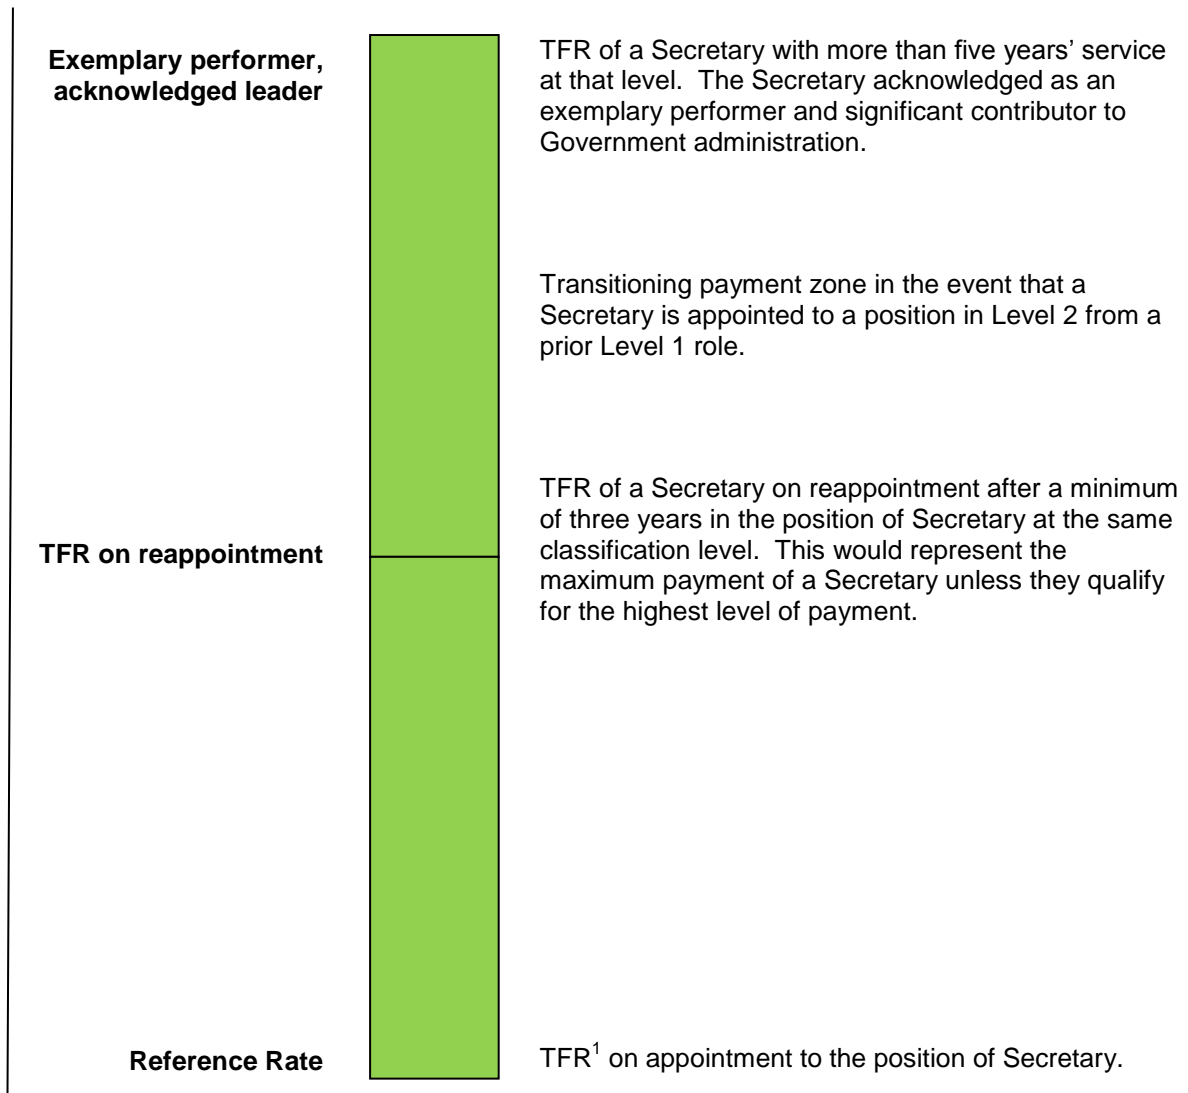 Exemplary performer,
acknowledged leader
TFR of a Secretary with more than five years’ service
at that level.  The Secretary acknowledged as an
exemplary performer and significant contributor to
Government administration.
Transitioning payment zone in the event that a
Secretary is appointed to a position in Level 2 from a
prior Level 1 role.
TFR on reappointment
TFR of a Secretary on reappointment after a minimum
of three years in the position of Secretary at the same
classification level.  This would represent the
maximum payment of a Secretary unless they qualify
for the highest level of payment.
Reference Rate
TFR¹ on appointment to the position of Secretary.